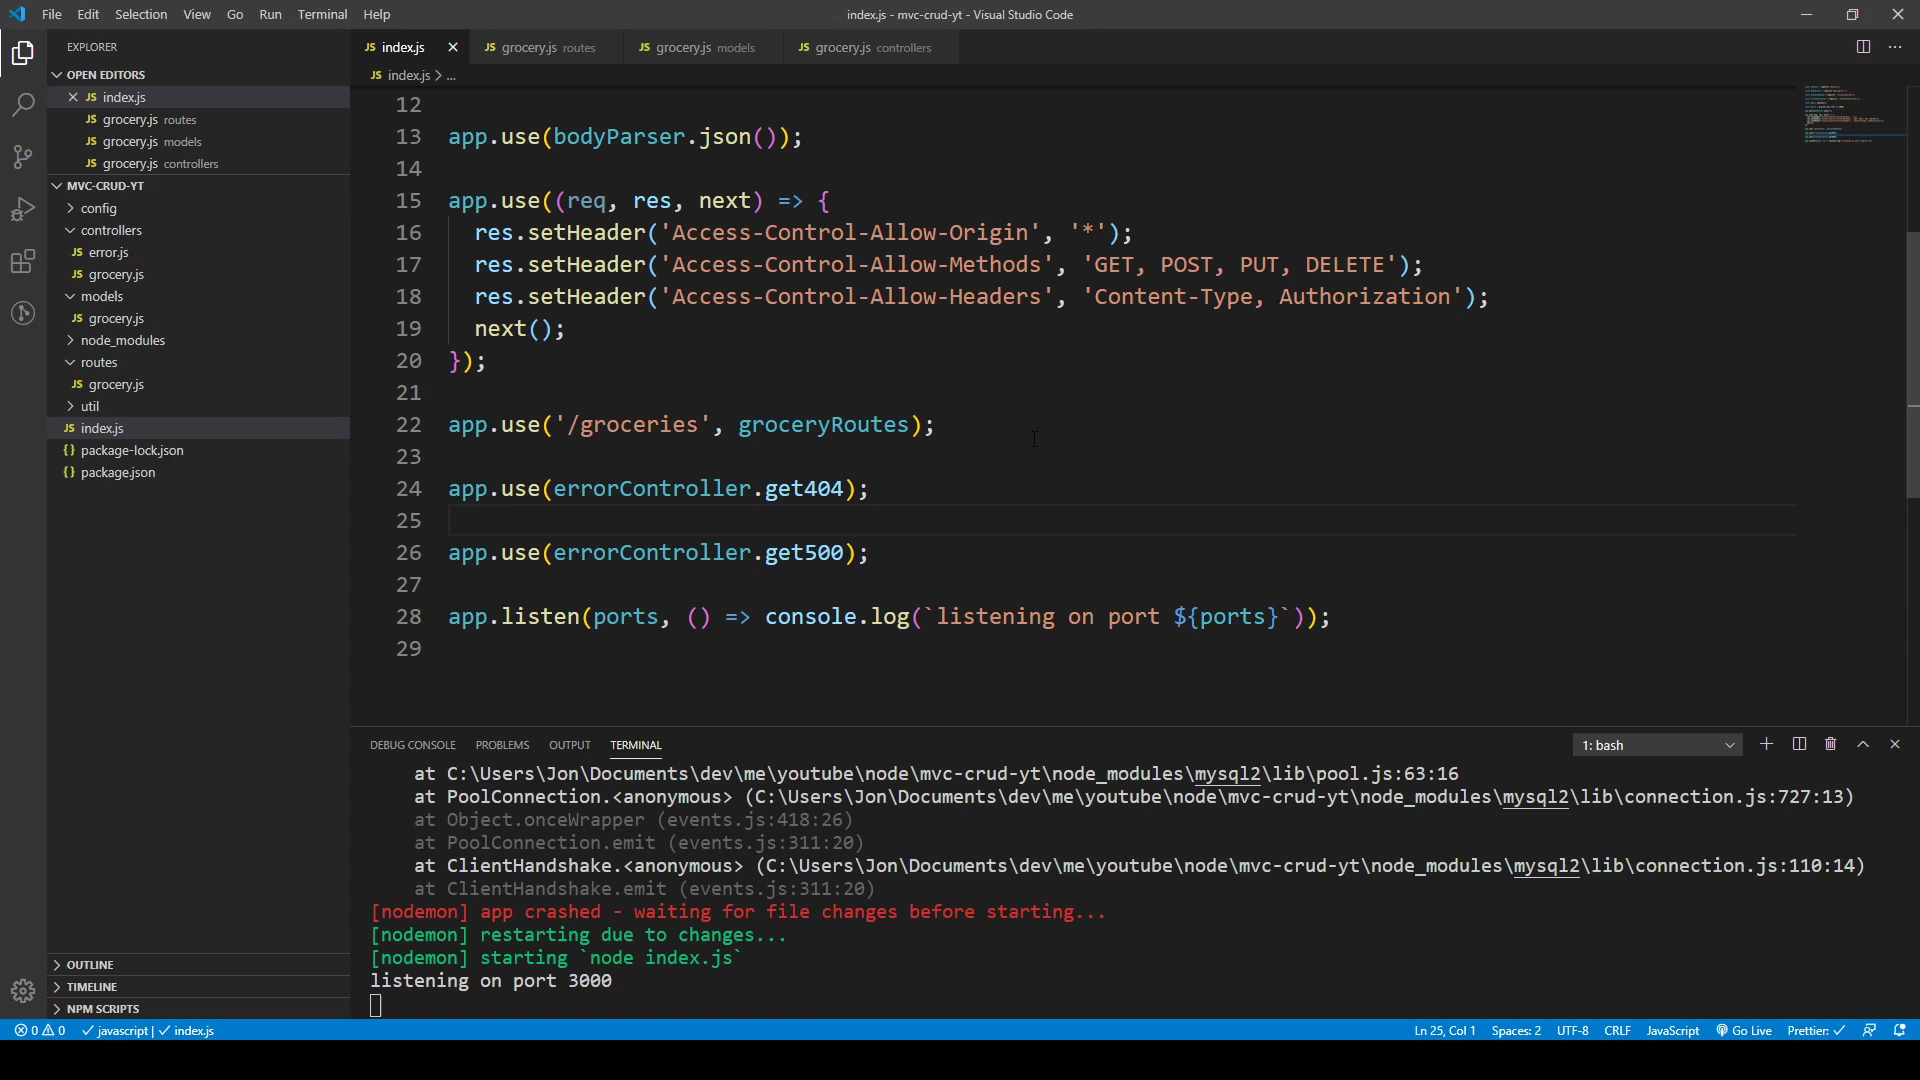 File Edit Selection View Go Run Terminal Help
index.js - mvc-crud-yt - Visual Studio Code
EXPLORER
OPEN EDITORS
JS index.js
JS grocery.js routes
JS grocery.js models
JS grocery.js controllers
MVC-CRUD-YT
config
controllers
JS error.js
JS grocery.js
models
JS grocery.js
node_modules
routes
JS grocery.js
util
JS index.js
{} package-lock.json
{} package.json
OUTLINE
TIMELINE
NPM SCRIPTS
JS index.js
JS grocery.js routes
JS grocery.js models
JS grocery.js controllers
JS index.js > ...
12
13 app.use(bodyParser.json());
14
15 app.use((req, res, next) => {
16 res.setHeader('Access-Control-Allow-Origin', '*');
17 res.setHeader('Access-Control-Allow-Methods', 'GET, POST, PUT, DELETE');
18 res.setHeader('Access-Control-Allow-Headers', 'Content-Type, Authorization');
19 next();
20 });
21
22 app.use('/groceries', groceryRoutes);
23
24 app.use(errorController.get404);
25
26 app.use(errorController.get500);
27
28 app.listen(ports, () => console.log(`listening on port ${ports}`));
29
DEBUG CONSOLE PROBLEMS OUTPUT TERMINAL
1: bash
at C:\Users\Jon\Documents\dev\me\youtube\node\mvc-crud-yt\node_modules\mysql2\lib\pool.js:63:16
at PoolConnection.<anonymous> (C:\Users\Jon\Documents\dev\me\youtube\node\mvc-crud-yt\node_modules\mysql2\lib\connection.js:727:13)
at Object.onceWrapper (events.js:418:26)
at PoolConnection.emit (events.js:311:20)
at ClientHandshake.<anonymous> (C:\Users\Jon\Documents\dev\me\youtube\node\mvc-crud-yt\node_modules\mysql2\lib\connection.js:110:14)
at ClientHandshake.emit (events.js:311:20)
[nodemon] app crashed - waiting for file changes before starting...
[nodemon] restarting due to changes...
[nodemon] starting `node index.js`
listening on port 3000
0 0 javascript | index.js
Ln 25, Col 1 Spaces: 2 UTF-8 CRLF JavaScript Go Live Prettier: